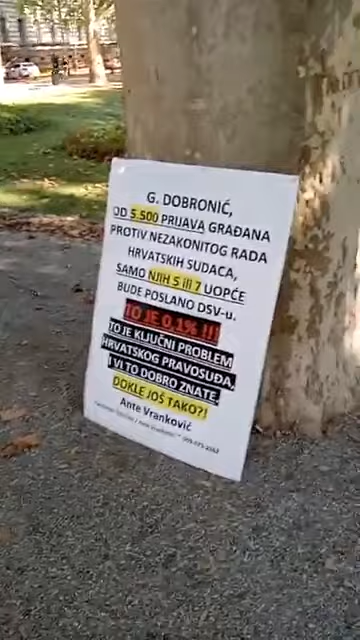 G. DOBRONIĆ,
OD 5.500 PRIJAVA GRAĐANA
PROTIV NEZAKONITOG RADA
HRVATSKIH SUDACA,
SAMO NJIH 5 ili 7 UOPĆE
BUDE POSLANO DSV-u.
TO JE 0,1% !!!
TO JE KLJUČNI PROBLEM
HRVATSKOG PRAVOSUĐA,
I VI TO DOBRO ZNATE.
DOKLE JOŠ TAKO?!
Ante Vranković